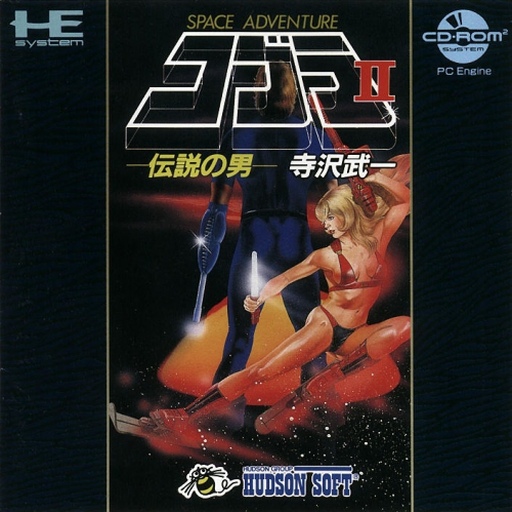 HE
system
SPACE ADVENTURE
コブラ II
伝説の男
寺沢武一
CD-ROM²
SYSTEM
PC Engine
HUDSON GROUP
HUDSON SOFT®